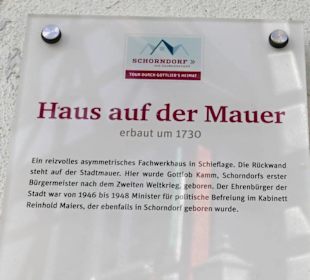 SCHORNDORF »
TOUR DURCH GOTTLIEB'S HEIMAT.
Haus auf der Mauer
erbaut um 1730
Ein reizvolles asymmetrisches Fachwerkhaus in Schieflage. Die Rückwand
steht auf der Stadtmauer. Hier wurde Gottlob Kamm, Schorndorfs erster
Bürgermeister nach dem Zweiten Weltkrieg, geboren. Der Ehrenbürger der
Stadt war von 1946 bis 1948 Minister für politische Befreiung im Kabinett
Reinhold Maiers, der ebenfalls in Schorndorf geboren wurde.